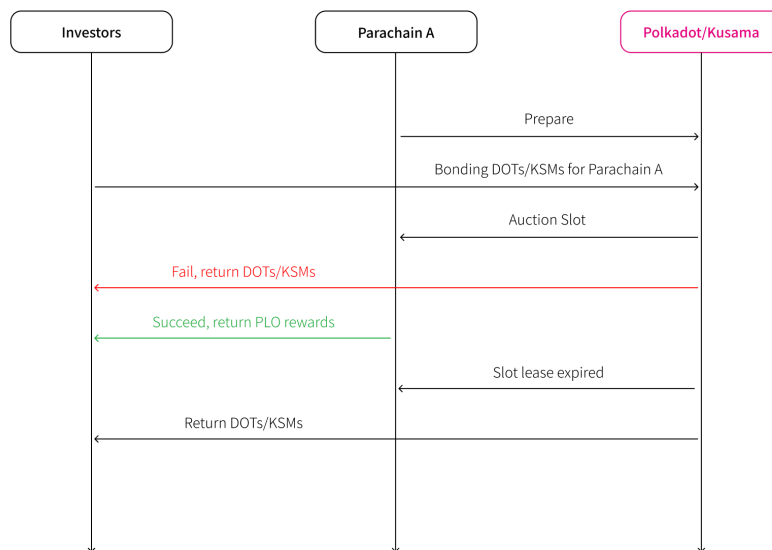 Investors
Parachain A
Polkadot/Kusama
Prepare
Bonding DOTs/KSMs for Parachain A
Auction Slot
Fail, return DOTs/KSMs
Succeed, return PLO rewards
Slot lease expired
Return DOTs/KSMs